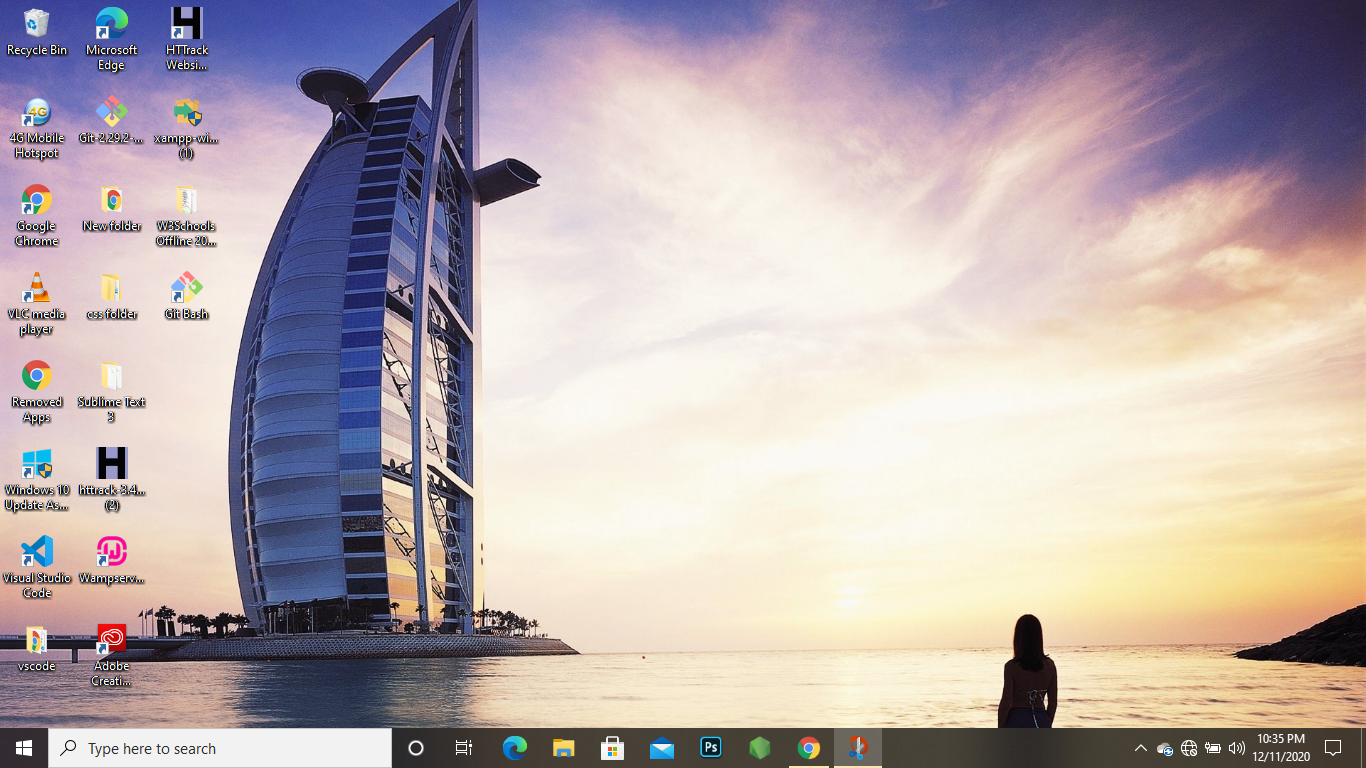 Recycle Bin
Microsoft
Edge
HTTrack
Websi...
4G
4G Mobile
Hotspot
Git-2.29.2-...
xampp-wi...
(1)
Google
Chrome
New folder
W3Schools
Offline 20...
VLC media
player
css folder
Git Bash
Removed
Apps
Sublime Text
3
Windows 10
Update As...
httrack-3.4...
(2)
Visual Studio
Code
Wampserv...
vscode
Adobe
Creati...
Type here to search
Ps
10:35 PM
12/11/2020